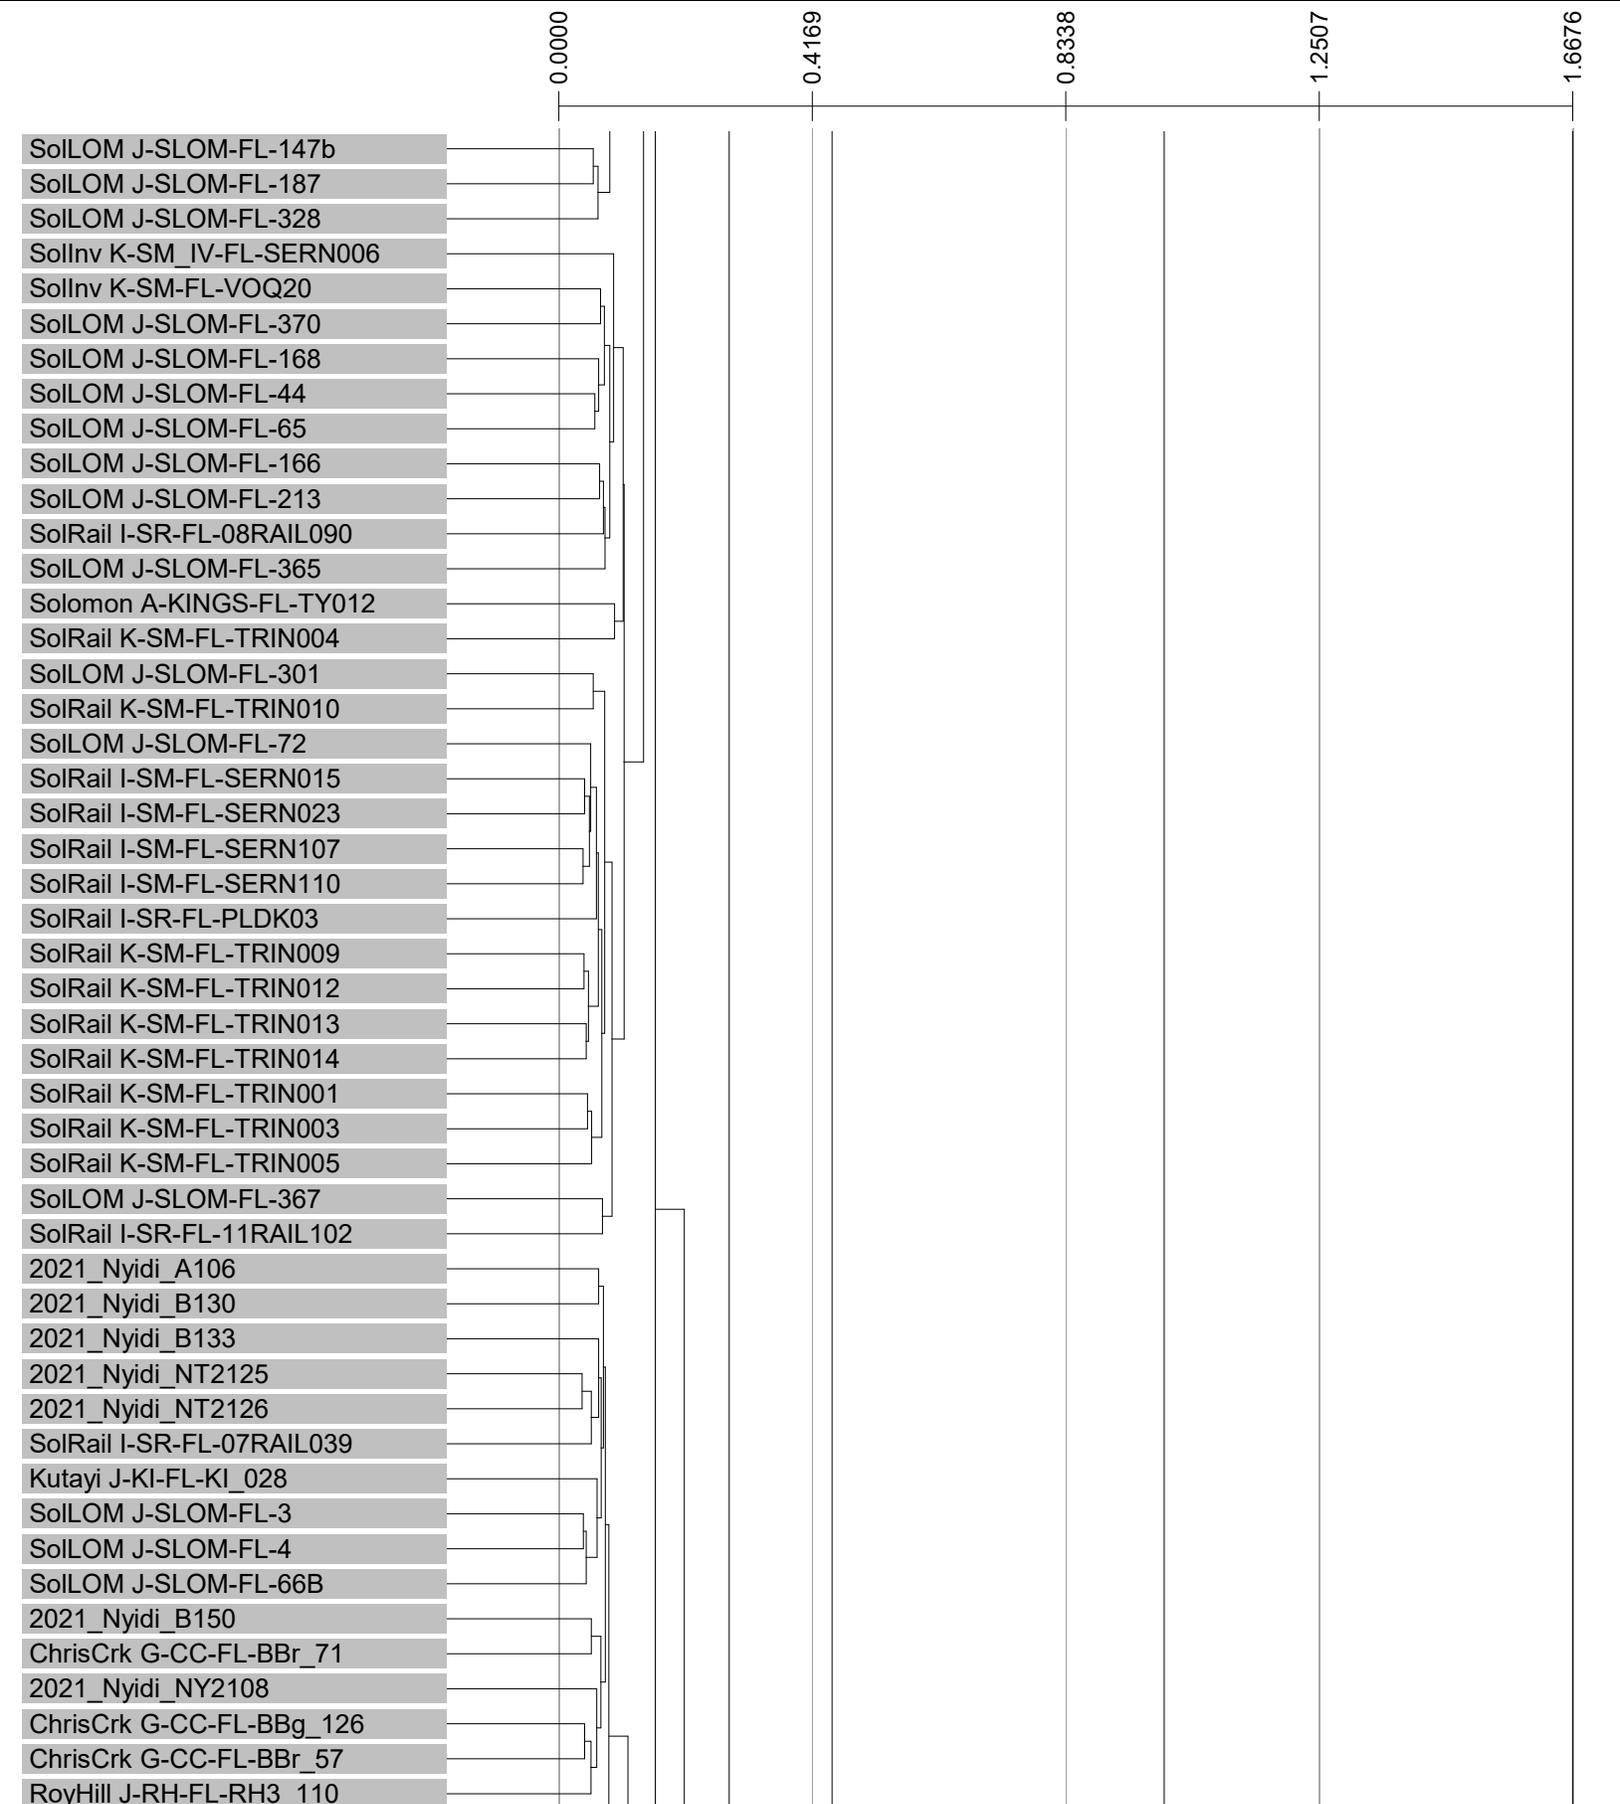 0.0000
0.4169
0.8338
1.2507
1.6676
SolLOM J-SLOM-FL-147b
SolLOM J-SLOM-FL-187
SolLOM J-SLOM-FL-328
SolInv K-SM_IV-FL-SERN006
SolInv K-SM-FL-VOQ20
SolLOM J-SLOM-FL-370
SolLOM J-SLOM-FL-168
SolLOM J-SLOM-FL-44
SolLOM J-SLOM-FL-65
SolLOM J-SLOM-FL-166
SolLOM J-SLOM-FL-213
SolRail I-SR-FL-08RAIL090
SolLOM J-SLOM-FL-365
Solomon A-KINGS-FL-TY012
SolRail K-SM-FL-TRIN004
SolLOM J-SLOM-FL-301
SolRail K-SM-FL-TRIN010
SolLOM J-SLOM-FL-72
SolRail I-SM-FL-SERN015
SolRail I-SM-FL-SERN023
SolRail I-SM-FL-SERN107
SolRail I-SM-FL-SERN110
SolRail I-SR-FL-PLDK03
SolRail K-SM-FL-TRIN009
SolRail K-SM-FL-TRIN012
SolRail K-SM-FL-TRIN013
SolRail K-SM-FL-TRIN014
SolRail K-SM-FL-TRIN001
SolRail K-SM-FL-TRIN003
SolRail K-SM-FL-TRIN005
SolLOM J-SLOM-FL-367
SolRail I-SR-FL-11RAIL102
2021_Nyidi_A106
2021_Nyidi_B130
2021_Nyidi_B133
2021_Nyidi_NT2125
2021_Nyidi_NT2126
SolRail I-SR-FL-07RAIL039
Kutayi J-KI-FL-KI_028
SolLOM J-SLOM-FL-3
SolLOM J-SLOM-FL-4
SolLOM J-SLOM-FL-66B
2021_Nyidi_B150
ChrisCrk G-CC-FL-BBr_71
2021_Nyidi_NY2108
ChrisCrk G-CC-FL-BBg_126
ChrisCrk G-CC-FL-BBr_57
RoyHill J-RH-FL-RH3_110